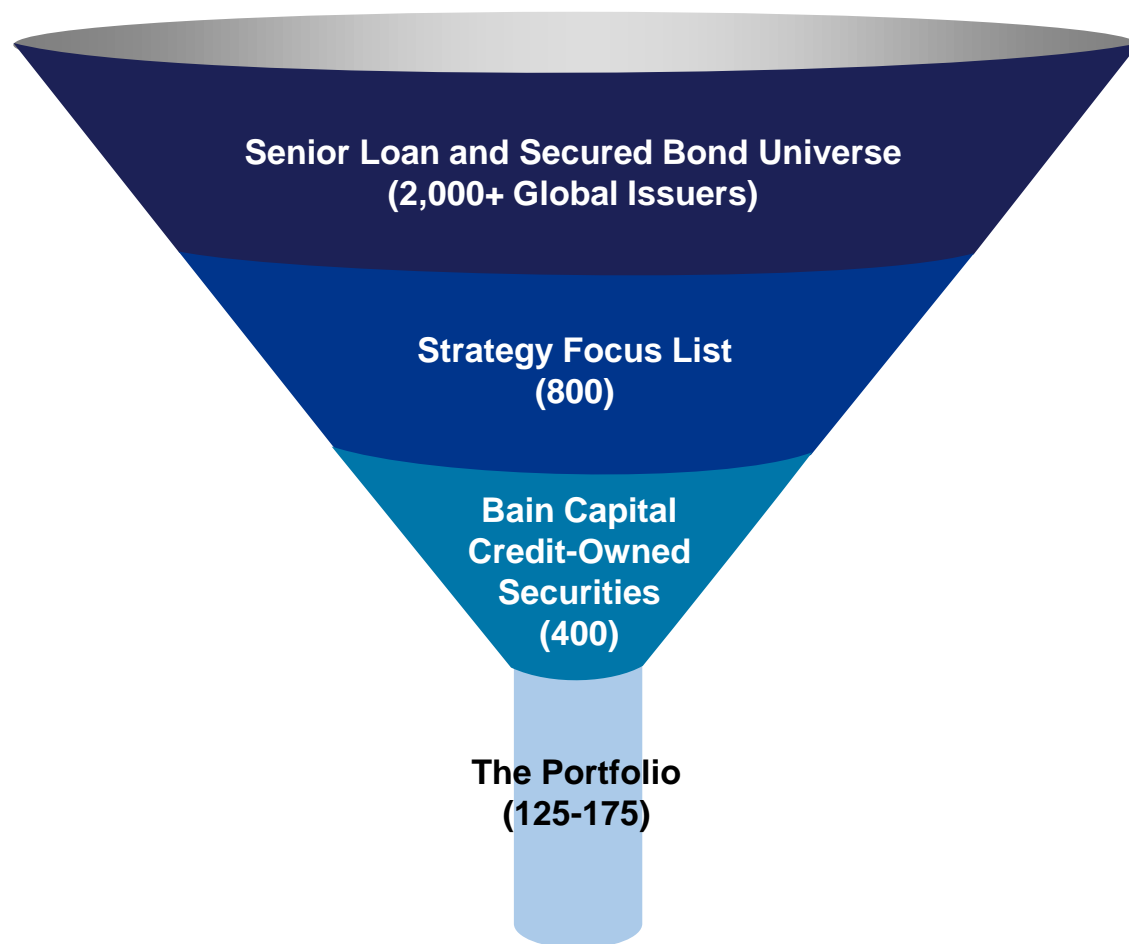 Senior Loan and Secured Bond Universe
(2,000+ Global Issuers)
Strategy Focus List
(800)
Bain Capital
Credit-Owned
Securities
(400)
The Portfolio
(125-175)